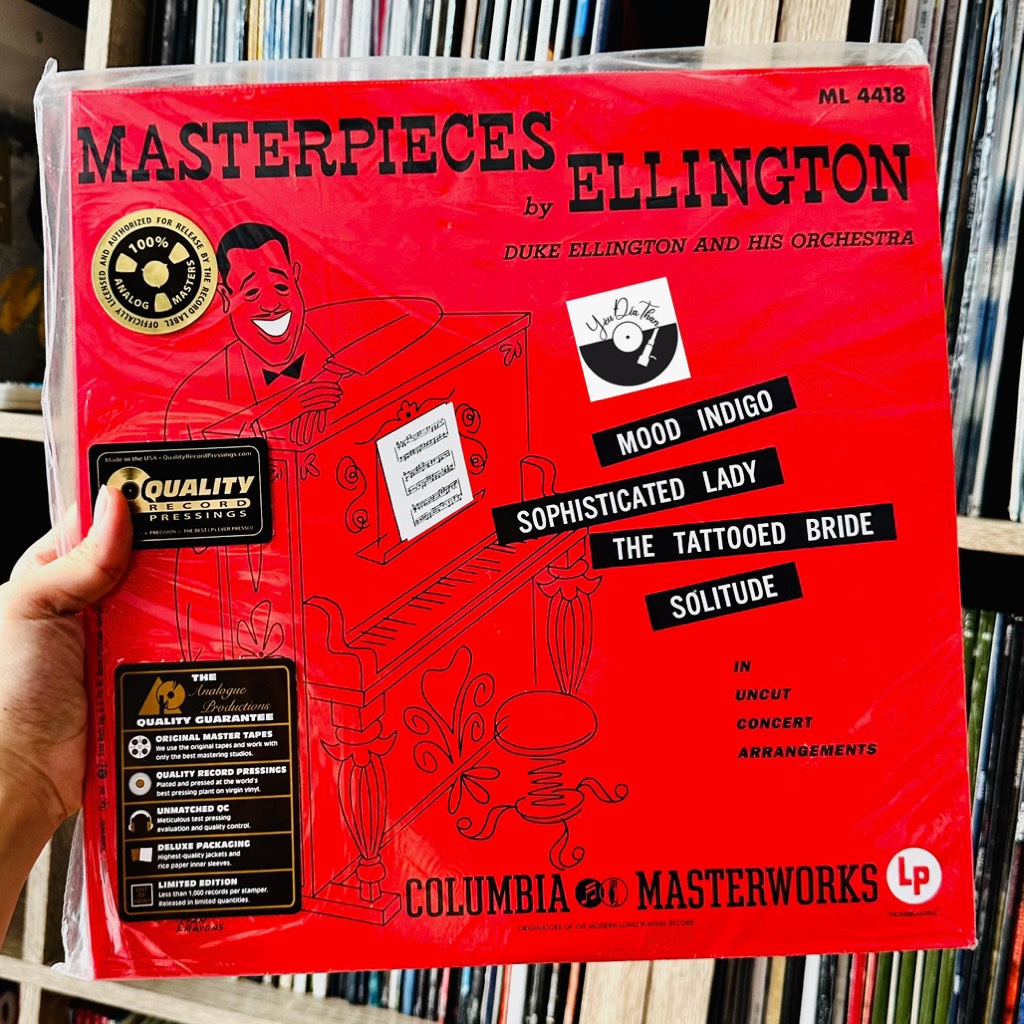 ML 4418
MASTERPIECES
by ELLINGTON
DUKE ELLINGTON AND HIS ORCHESTRA
OFFICIALLY LICENSED AND AUTHORIZED FOR RELEASE BY THE RECORD LABEL
100%
ANALOG MASTERS
Yêu Dĩa Than
MOOD INDIGO
SOPHISTICATED LADY
THE TATTOOED BRIDE
SOLITUDE
IN
UNCUT
CONCERT
ARRANGEMENTS
Made in the USA • QualityRecordPressings.com
QUALITY
RECORD
PRESSINGS
PRECISION — THE BEST LPs EVER PRESSED
THE
Analogue
Productions
QUALITY GUARANTEE
ORIGINAL MASTER TAPES
We use the original tapes and work with
only the best mastering studios.
QUALITY RECORD PRESSINGS
Plated and pressed at the world's
best pressing plant on virgin vinyl.
UNMATCHED QC
Meticulous test pressing
evaluation and quality control.
DELUXE PACKAGING
Highest-quality jackets and
rice paper inner sleeves.
LIMITED EDITION
Less than 1,000 records per stamper.
Released in limited quantities.
COLUMBIA MASTERWORKS
LP
ORIGINATORS OF THE MODERN LONG PLAYING RECORD